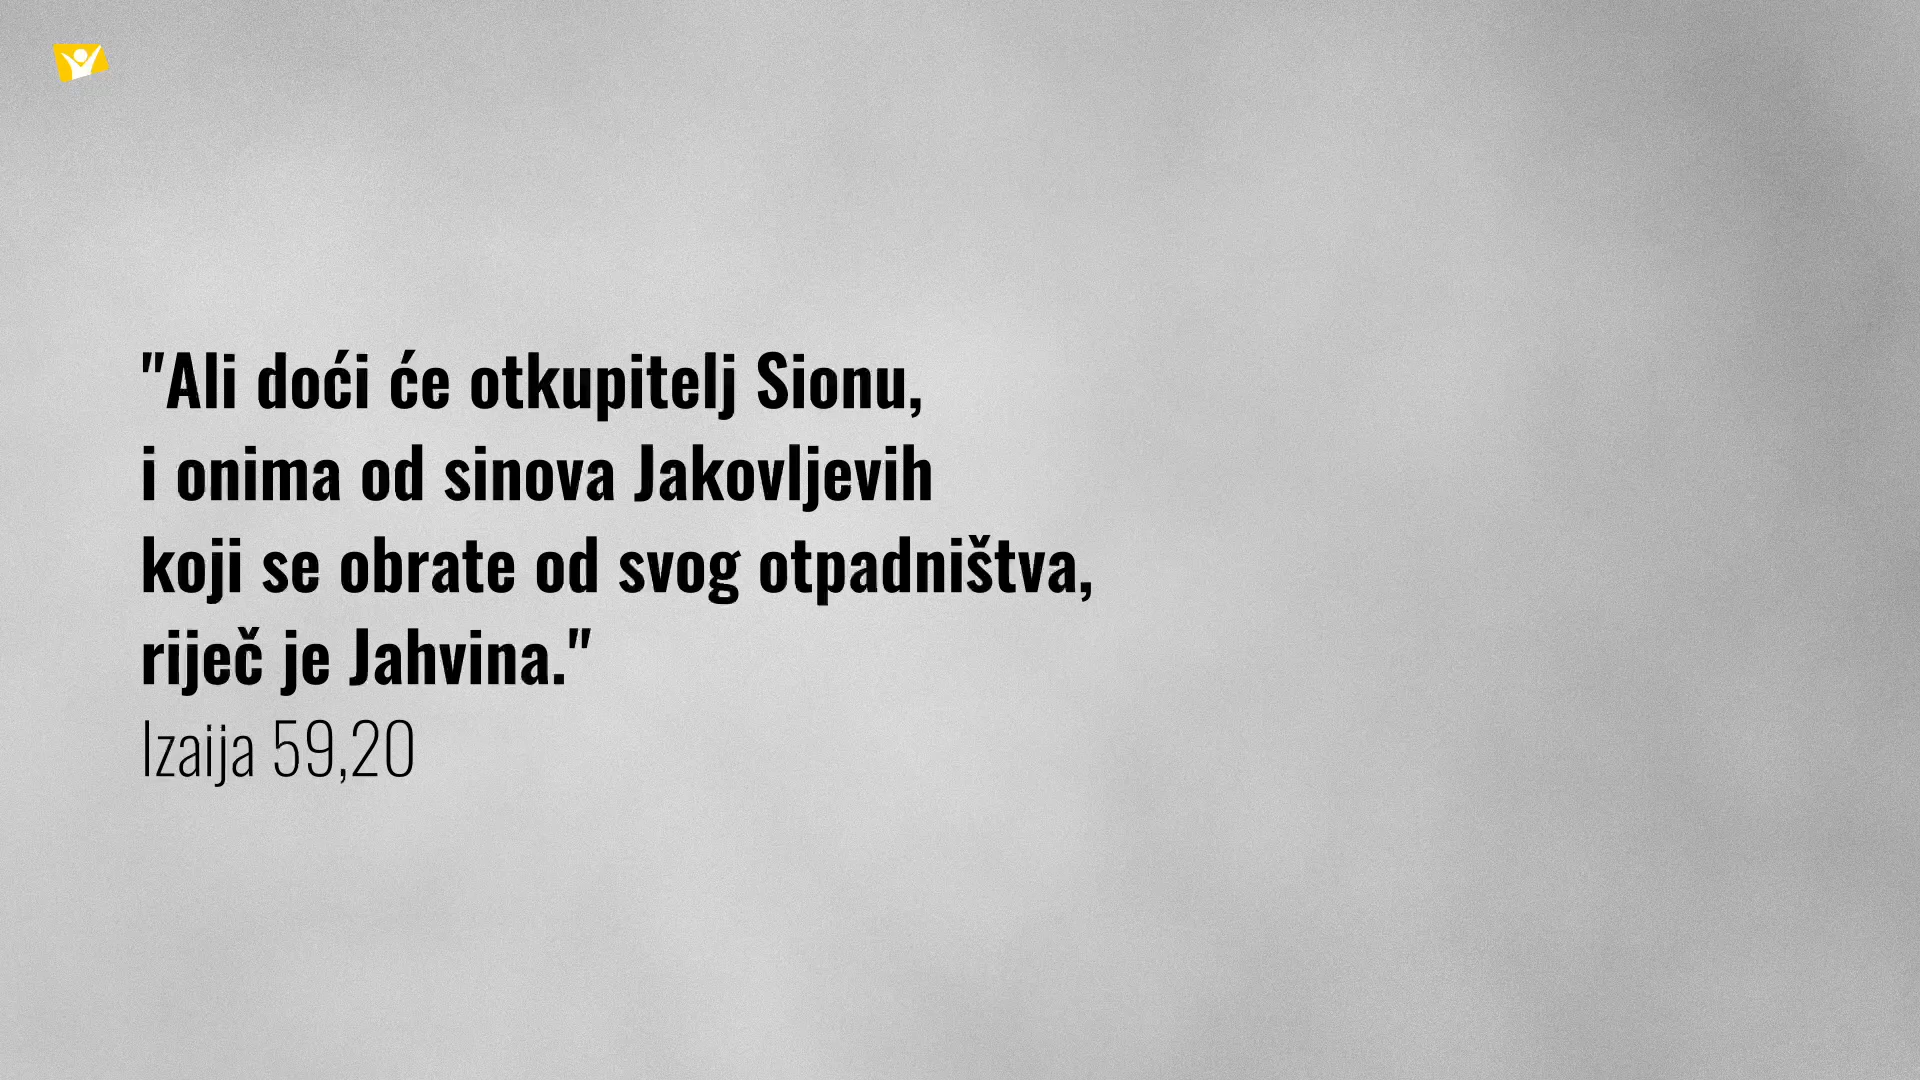 "Ali doći će otkupitelj Sionu,
i onima od sinova Jakovljevih
koji se obrate od svog otpadništva,
riječ je Jahvina."
Izaija 59,20